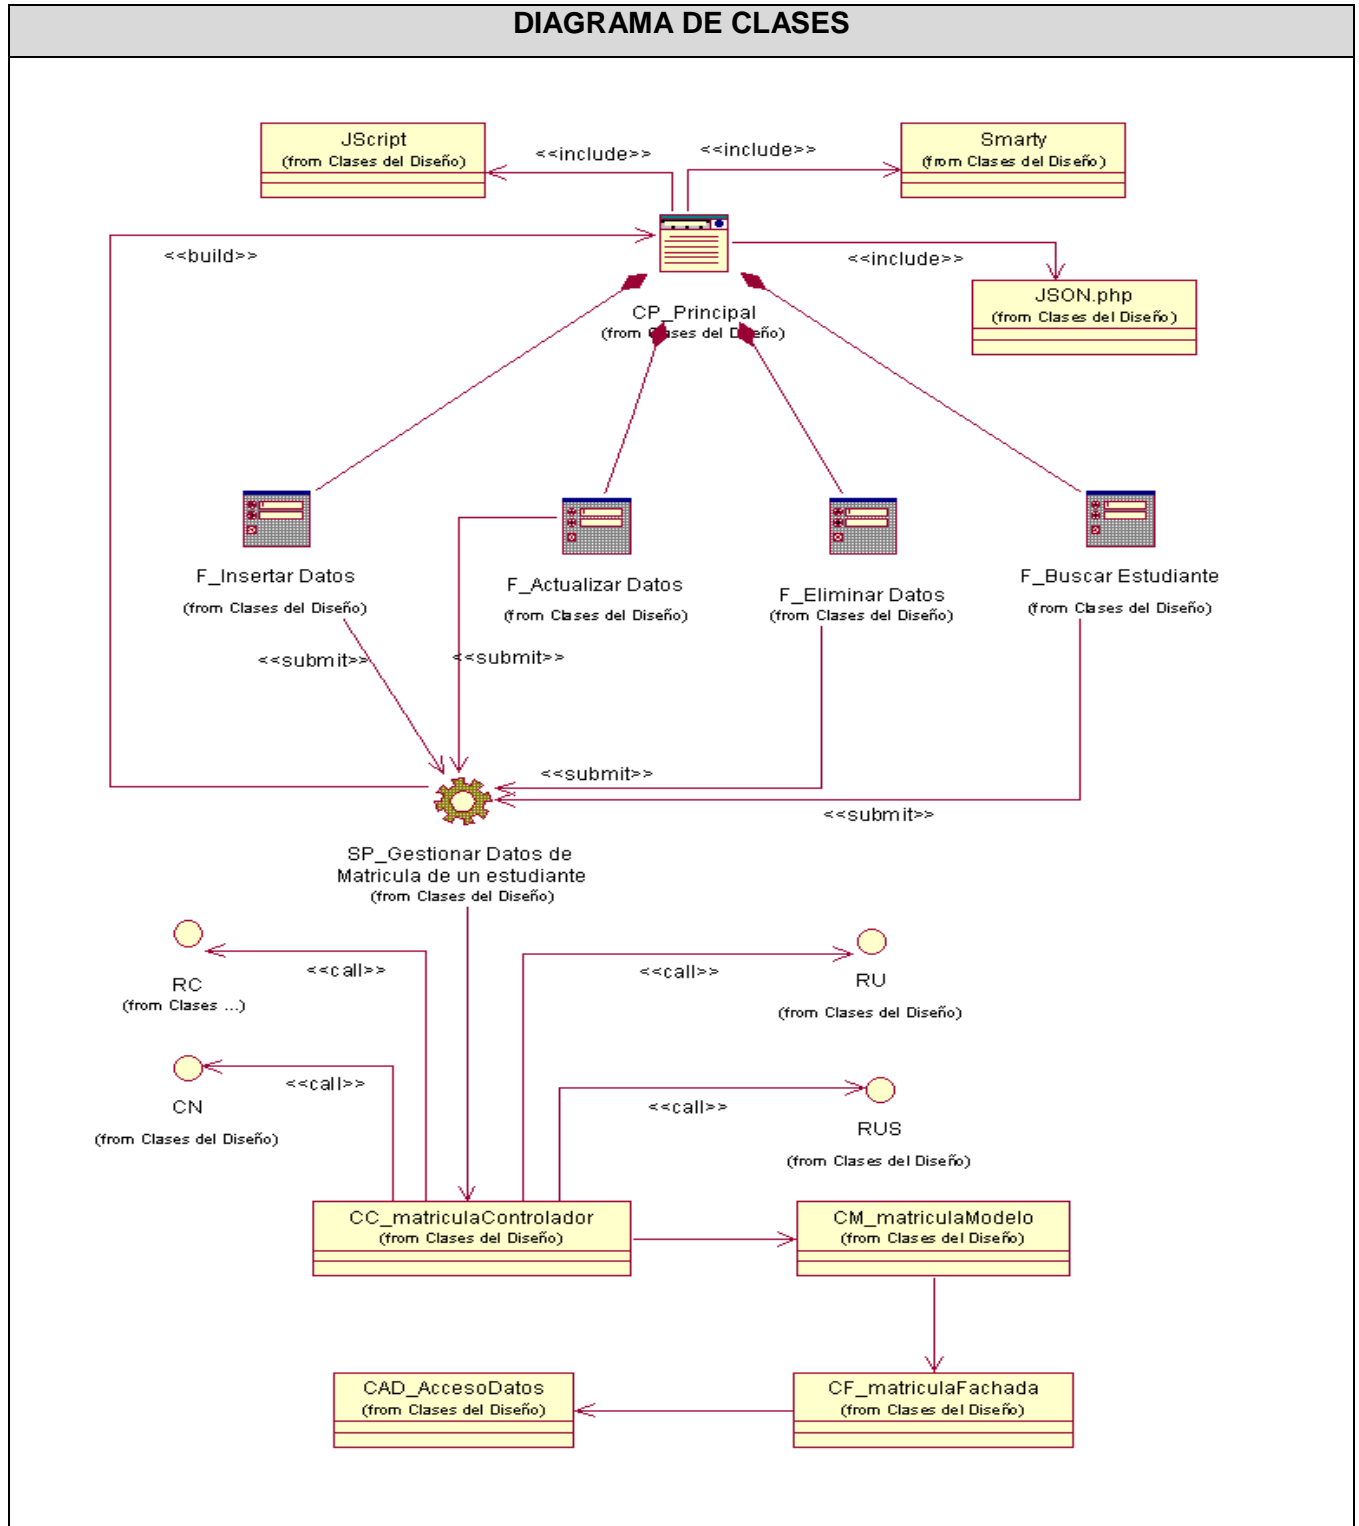 DIAGRAMA DE CLASES
JScript
(from Clases del Diseño)
<<include>>
<<include>>
Smarty
(from Clases del Diseño)
<<build>>
<<include>>
JSON.php
(from Clases del Diseño)
CP_Principal
(from Clases del Diseño)
F_Insertar Datos
(from Clases del Diseño)
F_Actualizar Datos
(from Clases del Diseño)
F_Eliminar Datos
(from Clases del Diseño)
F_Buscar Estudiante
(from Clases del Diseño)
<<submit>>
<<submit>>
<<submit>>
<<submit>>
SP_Gestionar Datos de
Matricula de un estudiante
(from Clases del Diseño)
RC
(from Clases ...)
<<call>>
<<call>>
RU
(from Clases del Diseño)
CN
(from Clases del Diseño)
<<call>>
<<call>>
RUS
(from Clases del Diseño)
CC_matriculaControlador
(from Clases del Diseño)
CM_matriculaModelo
(from Clases del Diseño)
CAD_AccesoDatos
(from Clases del Diseño)
CF_matriculaFachada
(from Clases del Diseño)